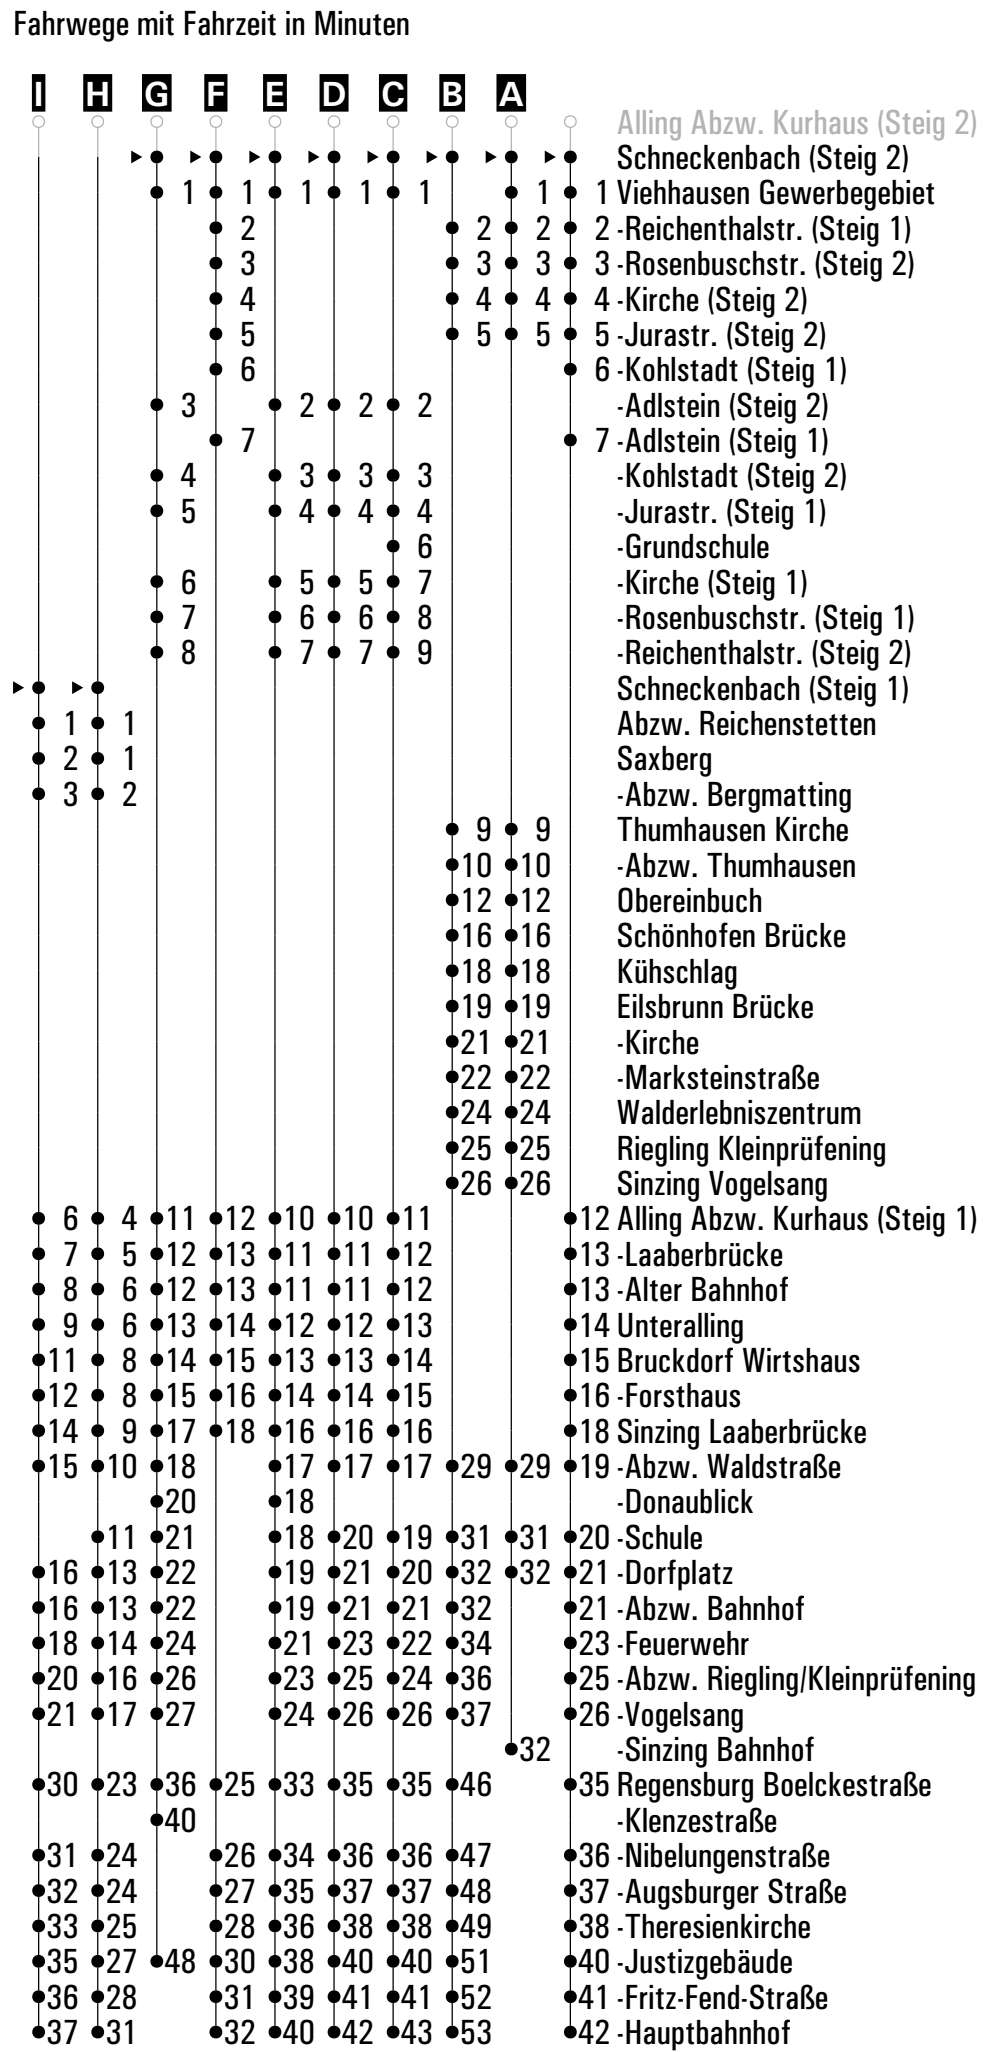 Fahrwege mit Fahrzeit in Minuten
I H G F E D C B A
Alling Abzw. Kurhaus (Steig 2)
Schneckenbach (Steig 2)
1 1 1 1 1 1 1 Viehhausen Gewerbegebiet
2 2 2 2 -Reichenthalstr. (Steig 1)
3 3 3 3 -Rosenbuschstr. (Steig 2)
4 4 4 4 -Kirche (Steig 2)
5 5 5 5 -Jurastr. (Steig 2)
6 6 -Kohlstadt (Steig 1)
3 2 2 2 -Adlstein (Steig 2)
7 7 -Adlstein (Steig 1)
4 3 3 3 -Kohlstadt (Steig 2)
5 4 4 4 -Jurastr. (Steig 1)
6 -Grundschule
6 5 5 7 -Kirche (Steig 1)
7 6 6 8 -Rosenbuschstr. (Steig 1)
8 7 7 9 -Reichenthalstr. (Steig 2)
Schneckenbach (Steig 1)
1 1 Abzw. Reichenstetten
2 1 Saxberg
3 2 -Abzw. Bergmatting
9 9 Thumhausen Kirche
10 10 -Abzw. Thumhausen
12 12 Obereinbuch
16 16 Schönhofen Brücke
18 18 Kühschlag
19 19 Eilsbrunn Brücke
21 21 -Kirche
22 22 -Marksteinstraße
24 24 Walderlebniszentrum
25 25 Riegling Kleinprüfening
26 26 Sinzing Vogelsang
6 4 11 12 10 10 11 12 Alling Abzw. Kurhaus (Steig 1)
7 5 12 13 11 11 12 13 -Laaberbrücke
8 6 12 13 11 11 12 13 -Alter Bahnhof
9 6 13 14 12 12 13 14 Unteralling
11 8 14 15 13 13 14 15 Bruckdorf Wirtshaus
12 8 15 16 14 14 15 16 -Forsthaus
14 9 17 18 16 16 16 18 Sinzing Laaberbrücke
15 10 18 17 17 17 29 29 19 -Abzw. Waldstraße
20 18 -Donaublick
11 21 18 20 19 31 31 20 -Schule
16 13 22 19 21 20 32 32 21 -Dorfplatz
16 13 22 19 21 21 32 21 -Abzw. Bahnhof
18 14 24 21 23 22 34 23 -Feuerwehr
20 16 26 23 25 24 36 25 -Abzw. Riegling/Kleinprüfening
21 17 27 24 26 26 37 26 -Vogelsang
32 -Sinzing Bahnhof
30 23 36 25 33 35 35 46 35 Regensburg Boelckestraße
40 -Klenzestraße
31 24 26 34 36 36 47 36 -Nibelungenstraße
32 24 27 35 37 37 48 37 -Augsburger Straße
33 25 28 36 38 38 49 38 -Theresienkirche
35 27 48 30 38 40 40 51 40 -Justizgebäude
36 28 31 39 41 41 52 41 -Fritz-Fend-Straße
37 31 32 40 42 43 53 42 -Hauptbahnhof